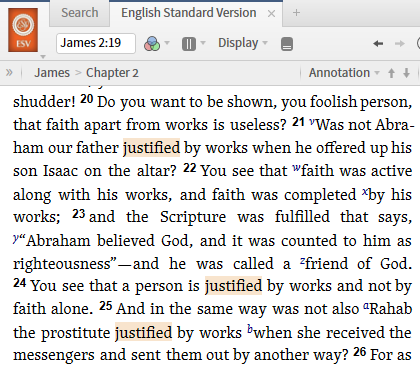 Search
English Standard Version ×
+
ESV
James 2:19
Display
» James > Chapter 2
Annotation
shudder! 20 Do you want to be shown, you foolish person,
that faith apart from works is useless? 21 vWas not Abra-
ham our father justified by works when he offered up his
son Isaac on the altar? 22 You see that wfaith was active
along with his works, and faith was completed xby his
works; 23 and the Scripture was fulfilled that says,
y“Abraham believed God, and it was counted to him as
righteousness”—and he was called a zfriend of God.
24 You see that a person is justified by works and not by
faith alone. 25 And in the same way was not also aRahab
the prostitute justified by works bwhen she received the
messengers and sent them out by another way? 26 For as